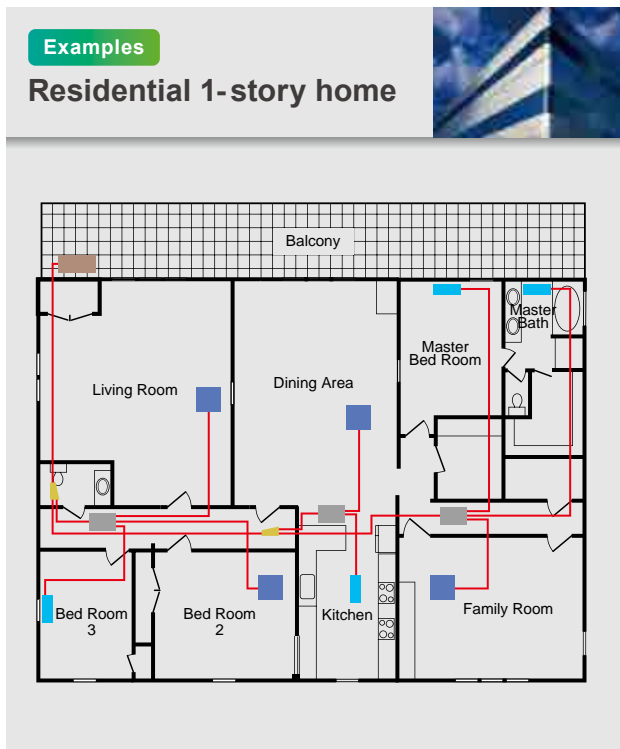 Examples
Residential 1-story home
Balcony
Master
Bath
Master
Bed Room
Living Room
Dining Area
Bed Room
3
Bed Room
2
Kitchen
Family Room